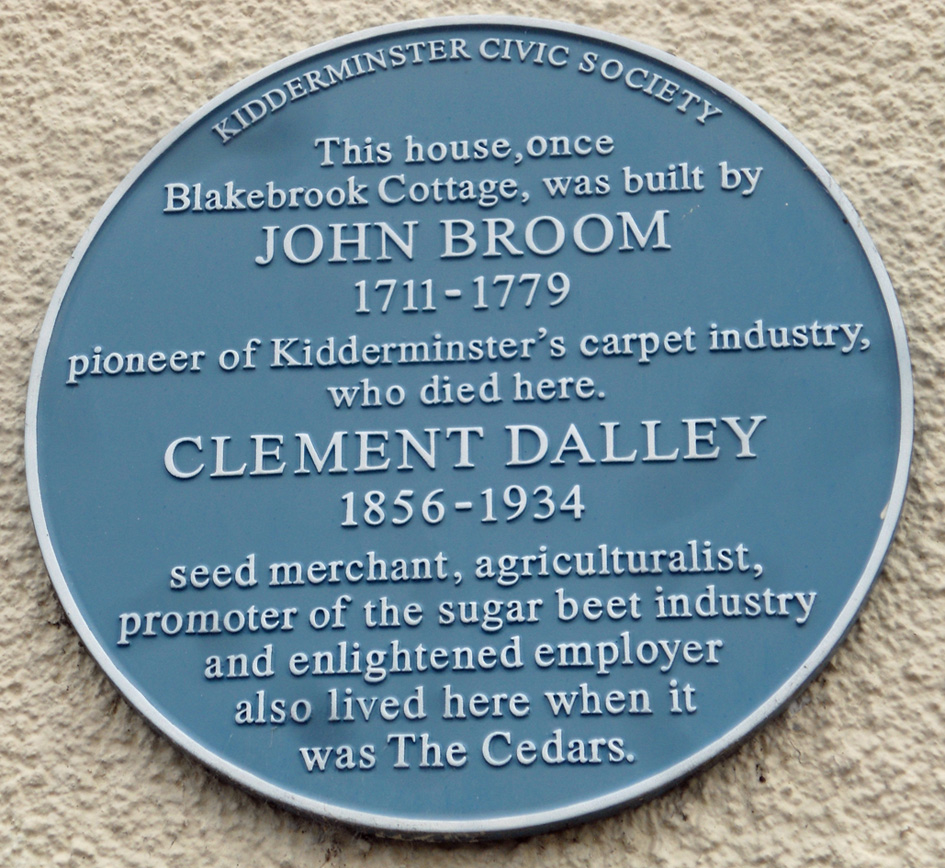 KIDDERMINSTER CIVIC SOCIETY
This house, once
Blakebrook Cottage, was built by
JOHN BROOM
1711-1779
pioneer of Kidderminster's carpet industry,
who died here.
CLEMENT DALLEY
1856-1934
seed merchant, agriculturalist,
promoter of the sugar beet industry
and enlightened employer
also lived here when it
was The Cedars.